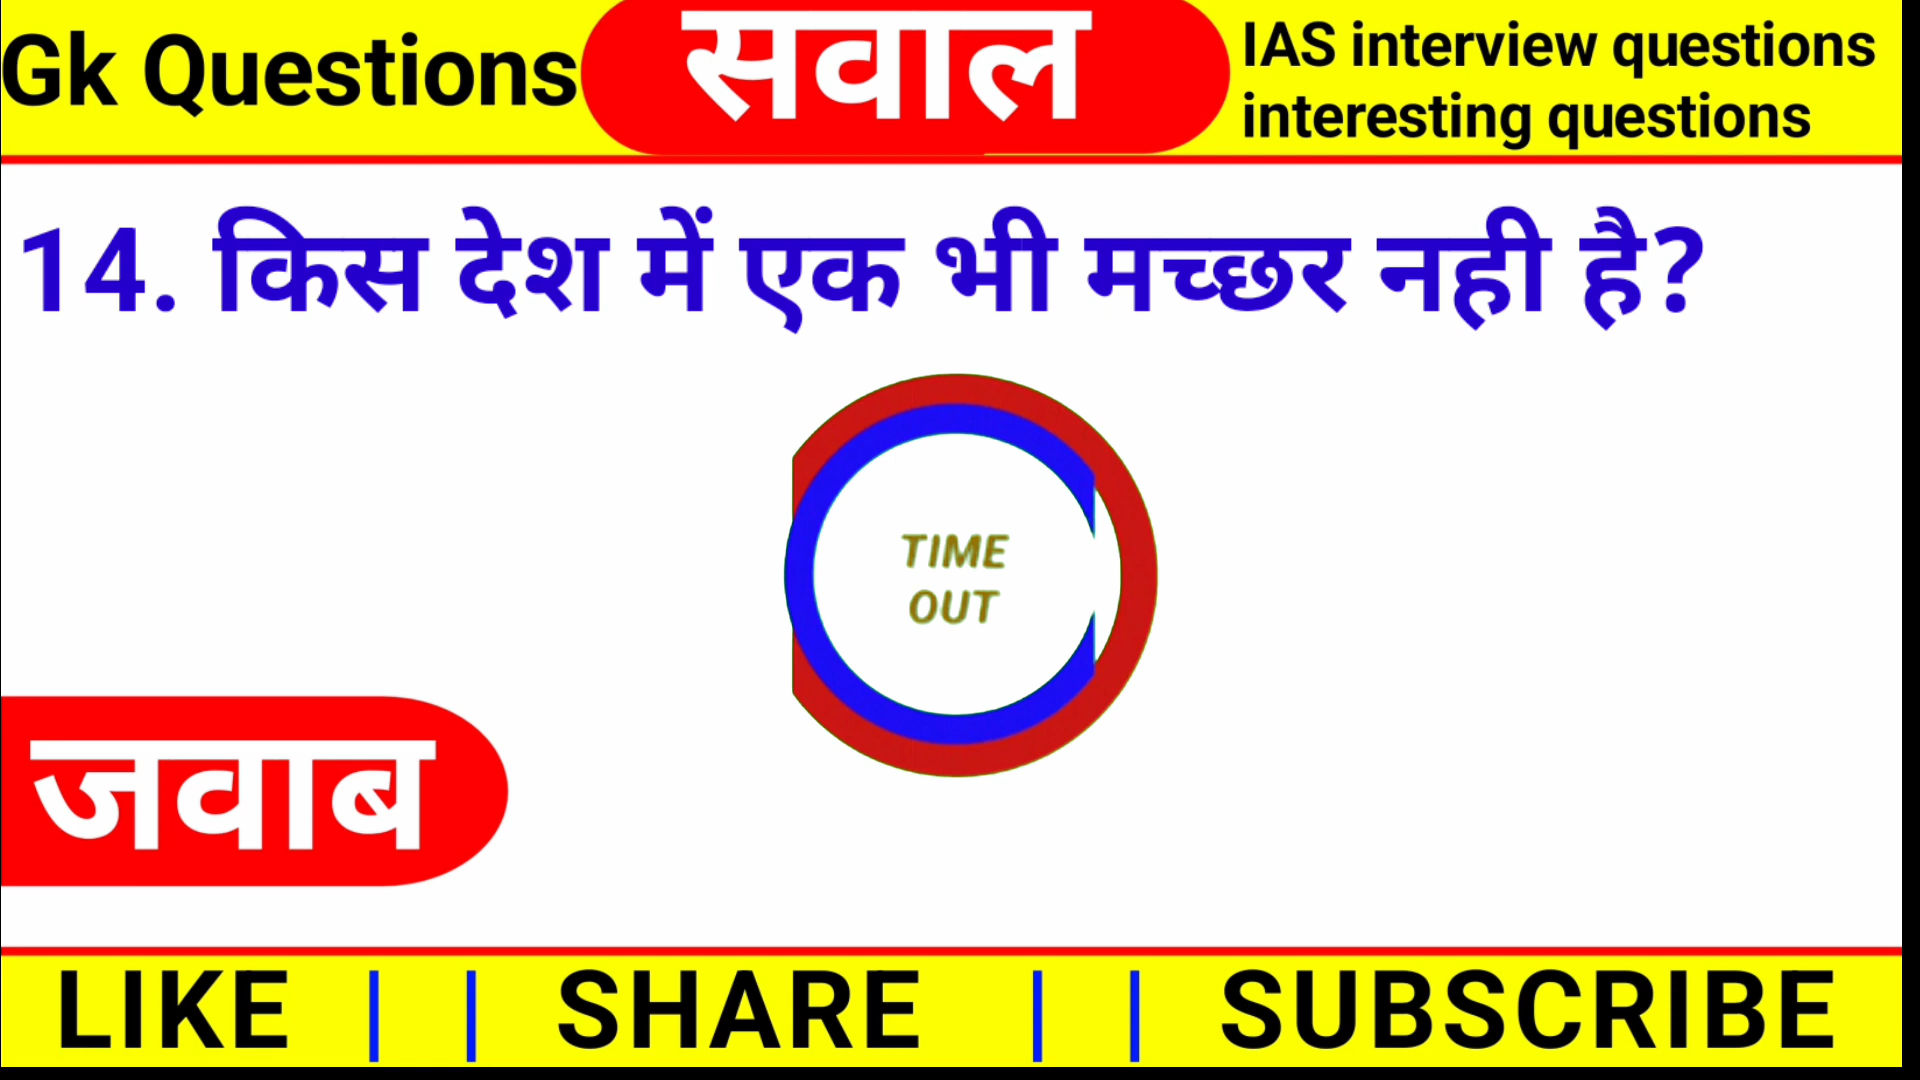 Gk Questions
सवाल
IAS interview questions
interesting questions
14. किस देश में एक भी मच्छर नही है?
TIME
OUT
जवाब
LIKE | | SHARE | | SUBSCRIBE